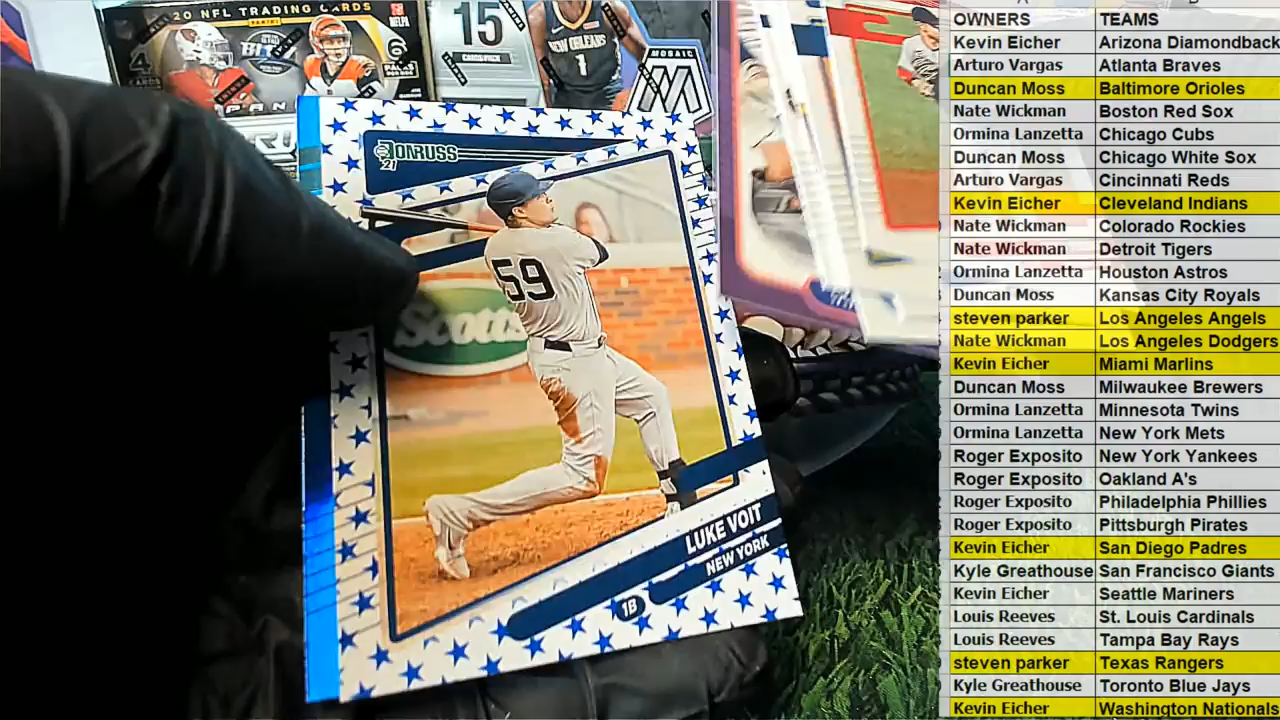 20 NFL TRADING CARDS
PANINI
NFLPA
4
6
15
CARDS PER PACK
NEW ORLEANS
1
MOSAIC
DONRUSS
21
59
Scotts
LUKE VOIT
NEW YORK
1B
OWNERS TEAMS
Kevin Eicher Arizona Diamondback
Arturo Vargas Atlanta Braves
Duncan Moss Baltimore Orioles
Nate Wickman Boston Red Sox
Ormina Lanzetta Chicago Cubs
Duncan Moss Chicago White Sox
Arturo Vargas Cincinnati Reds
Kevin Eicher Cleveland Indians
Nate Wickman Colorado Rockies
Nate Wickman Detroit Tigers
Ormina Lanzetta Houston Astros
Duncan Moss Kansas City Royals
steven parker Los Angeles Angels
Nate Wickman Los Angeles Dodgers
Kevin Eicher Miami Marlins
Duncan Moss Milwaukee Brewers
Ormina Lanzetta Minnesota Twins
Ormina Lanzetta New York Mets
Roger Exposito New York Yankees
Roger Exposito Oakland A's
Roger Exposito Philadelphia Phillies
Roger Exposito Pittsburgh Pirates
Kevin Eicher San Diego Padres
Kyle Greathouse San Francisco Giants
Kevin Eicher Seattle Mariners
Louis Reeves St. Louis Cardinals
Louis Reeves Tampa Bay Rays
steven parker Texas Rangers
Kyle Greathouse Toronto Blue Jays
Kevin Eicher Washington Nationals